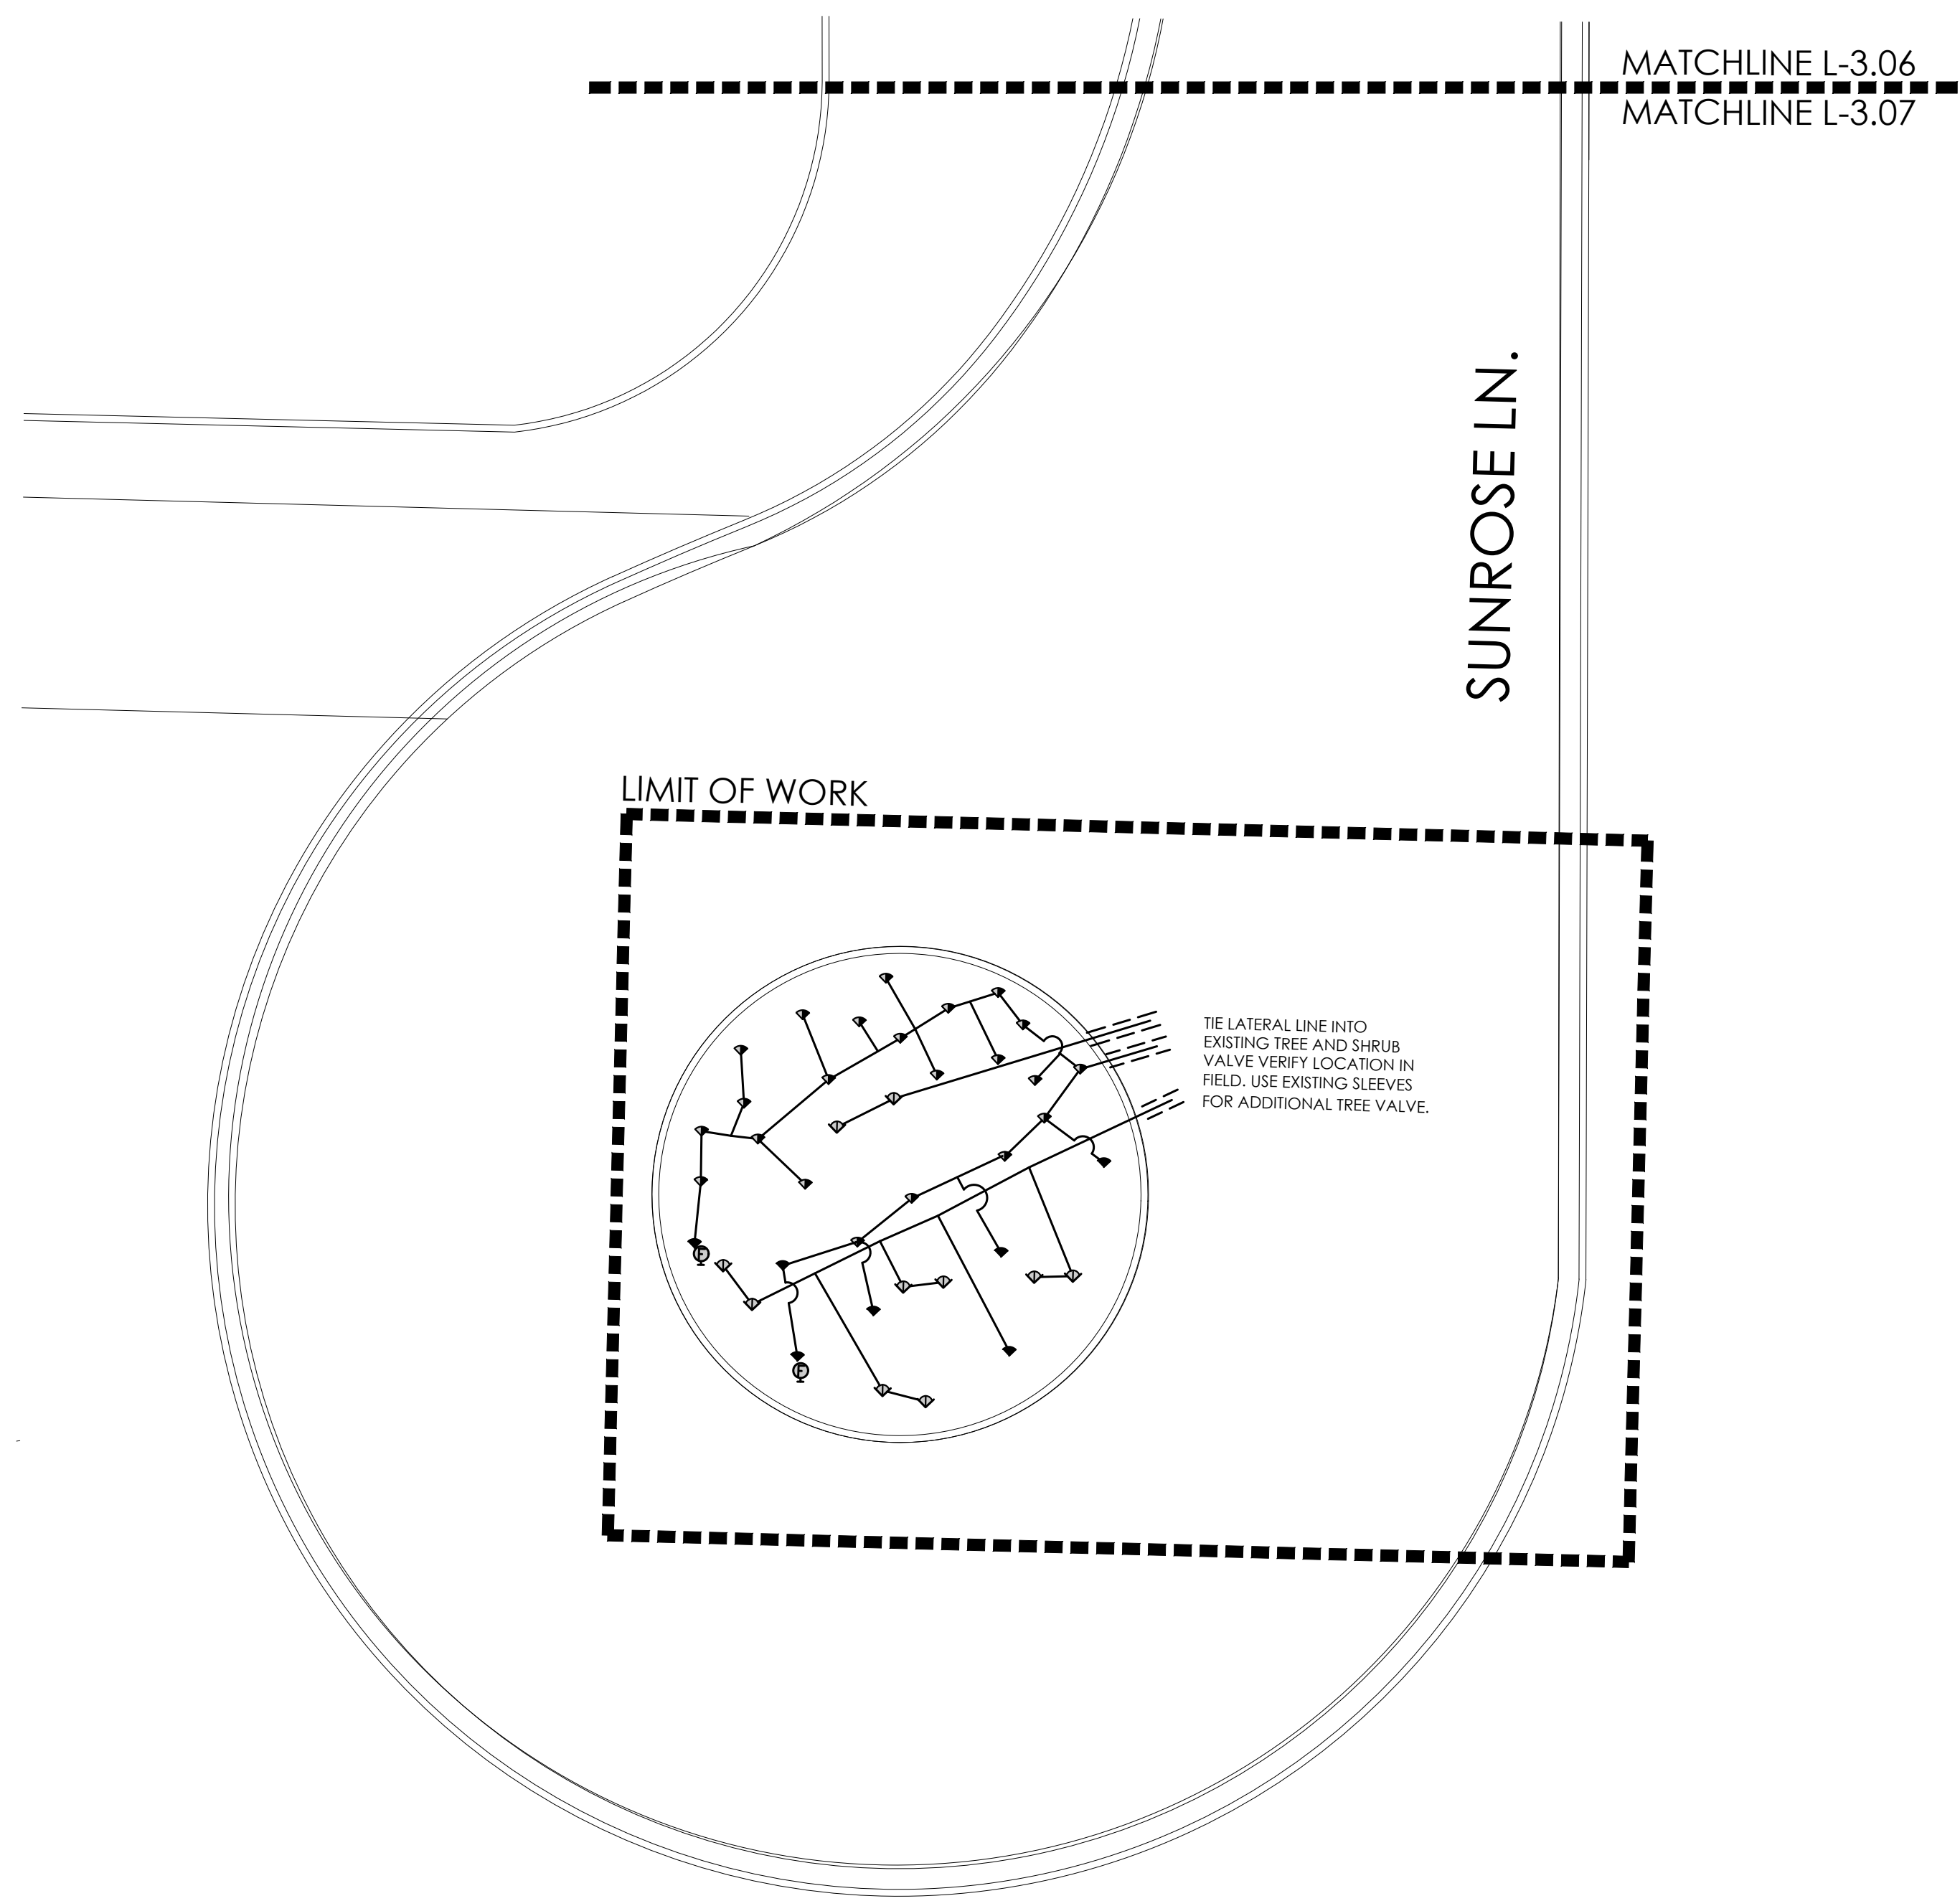 MATCHLINE L-3.06
MATCHLINE L-3.07
SUNROSE LN.
LIMIT OF WORK
TIE LATERAL LINE INTO
EXISTING TREE AND SHRUB
VALVE VERIFY LOCATION IN
FIELD. USE EXISTING SLEEVES
FOR ADDITIONAL TREE VALVE.
F
F